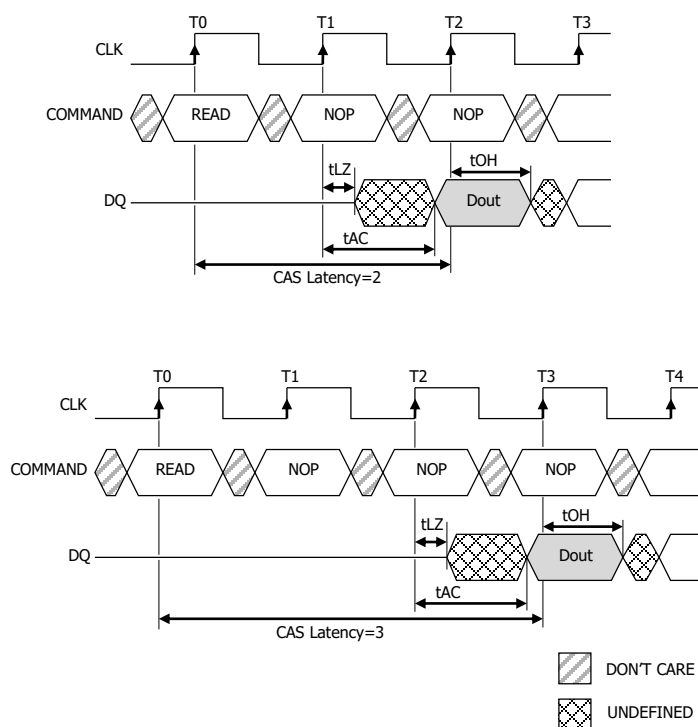 T0 T1 T2 T3
CLK
COMMAND READ NOP NOP
tLZ tOH
DQ Dout
tAC
CAS Latency=2
T0 T1 T2 T3 T4
CLK
COMMAND READ NOP NOP NOP
tLZ tOH
DQ Dout
tAC
CAS Latency=3
DON'T CARE
UNDEFINED